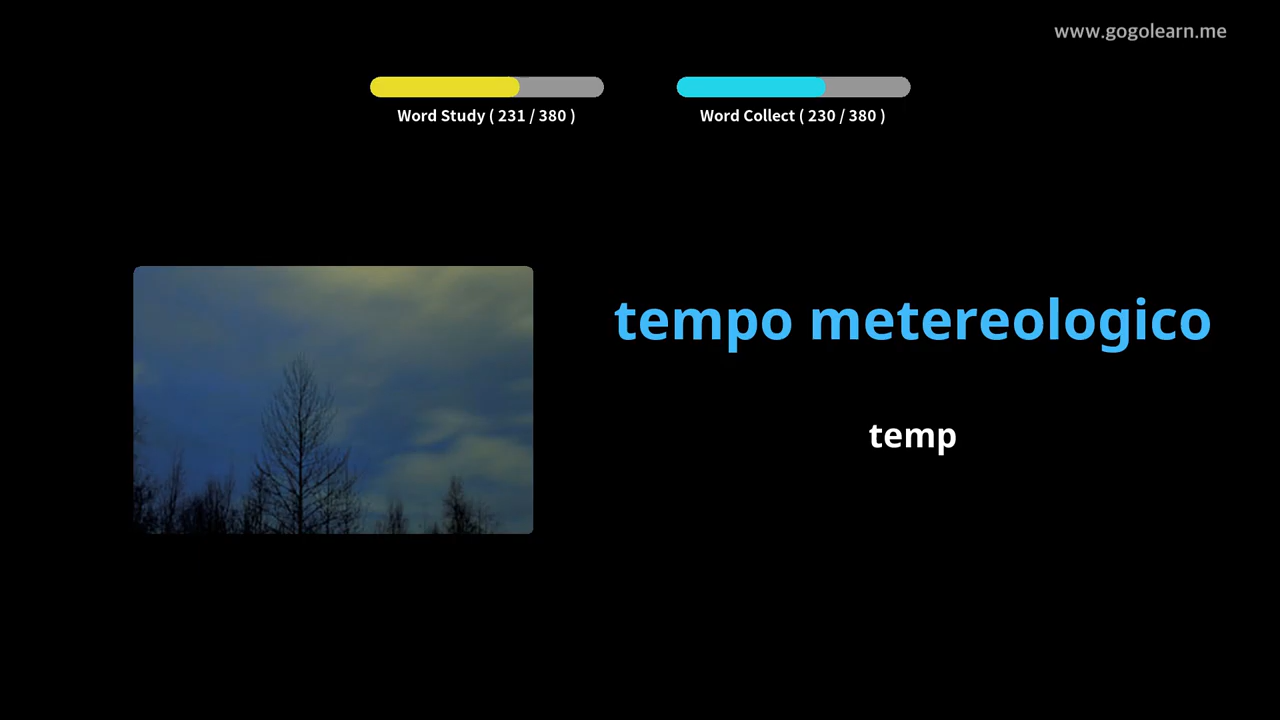 www.gogolearn.me
Word Study ( 231 / 380 )
Word Collect ( 230 / 380 )
tempo metereologico
temp